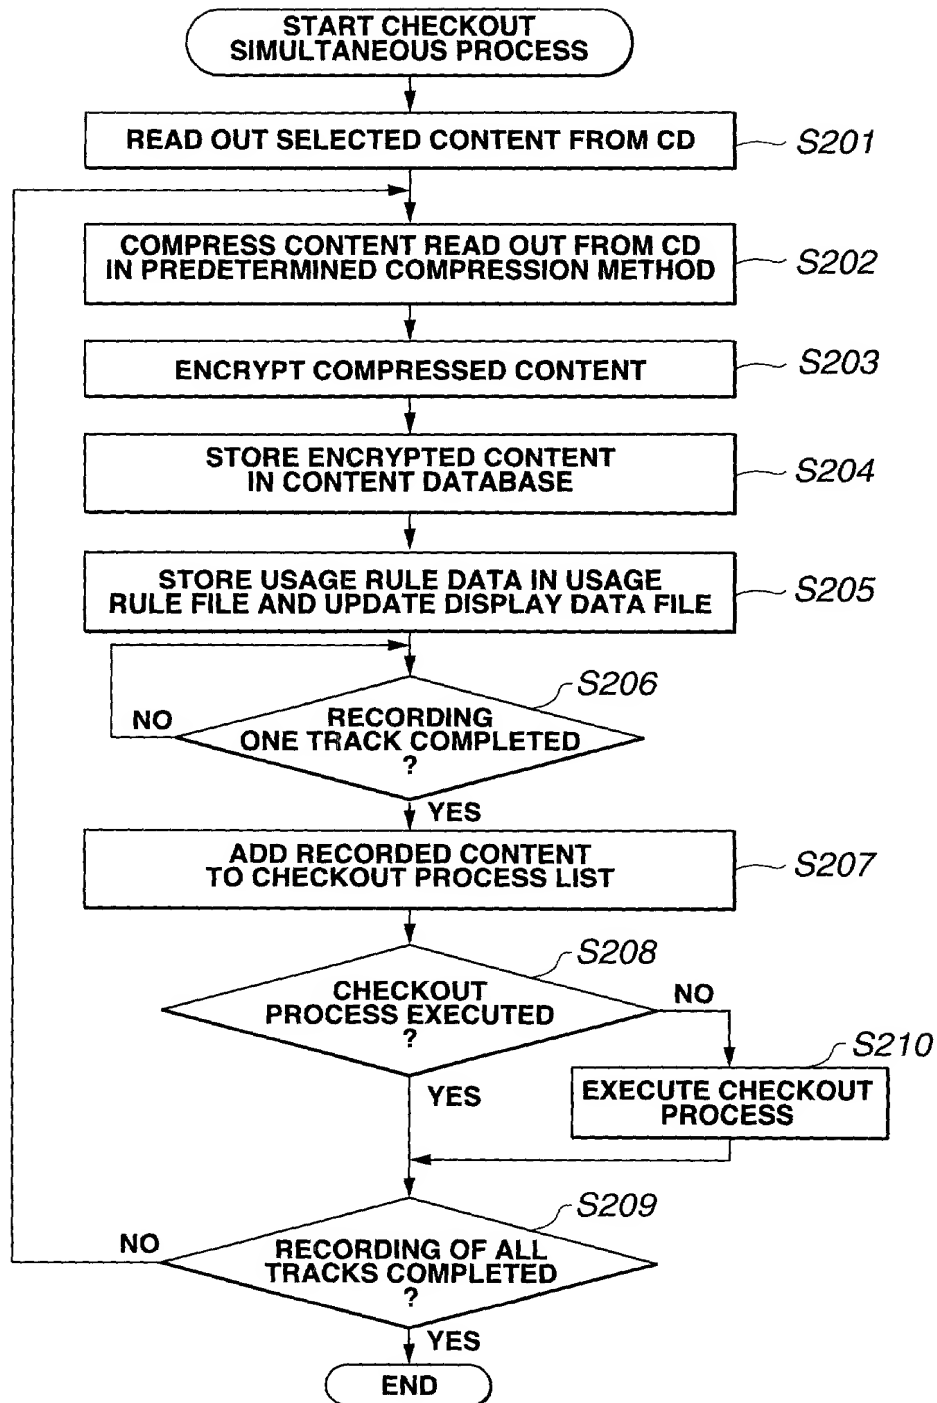 START CHECKOUT
SIMULTANEOUS PROCESS
READ OUT SELECTED CONTENT FROM CD
S201
COMPRESS CONTENT READ OUT FROM CD
IN PREDETERMINED COMPRESSION METHOD
S202
ENCRYPT COMPRESSED CONTENT
S203
STORE ENCRYPTED CONTENT
IN CONTENT DATABASE
S204
STORE USAGE RULE DATA IN USAGE
RULE FILE AND UPDATE DISPLAY DATA FILE
S205
S206
NO
RECORDING
ONE TRACK COMPLETED
?
YES
ADD RECORDED CONTENT
TO CHECKOUT PROCESS LIST
S207
S208
CHECKOUT
PROCESS EXECUTED
?
NO
S210
YES
EXECUTE CHECKOUT
PROCESS
S209
NO
RECORDING OF ALL
TRACKS COMPLETED
?
YES
END